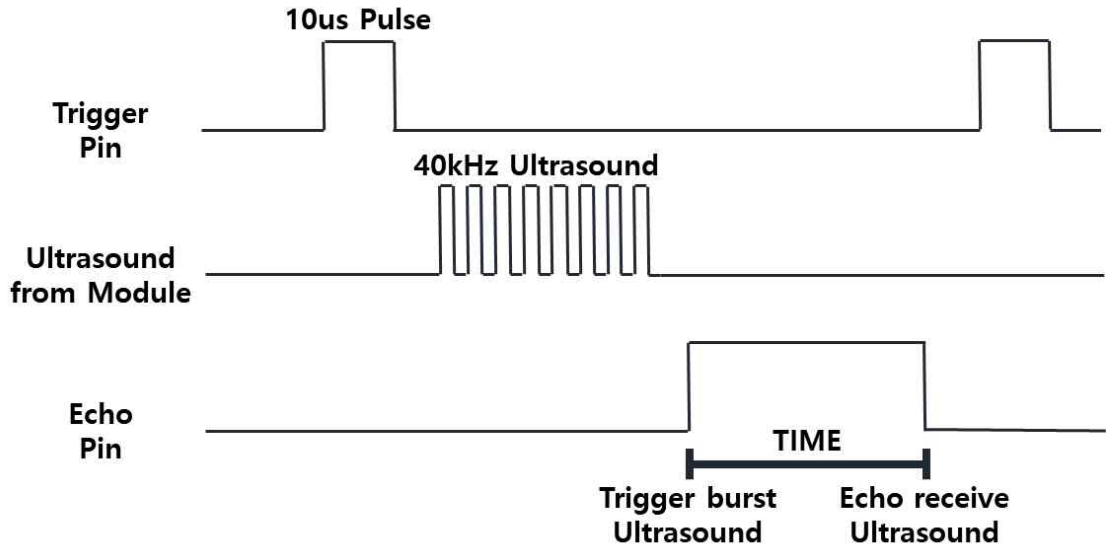 10us Pulse
Trigger
Pin
40kHz Ultrasound
Ultrasound
from Module
Echo
Pin
TIME
Trigger burst
Ultrasound
Echo receive
Ultrasound